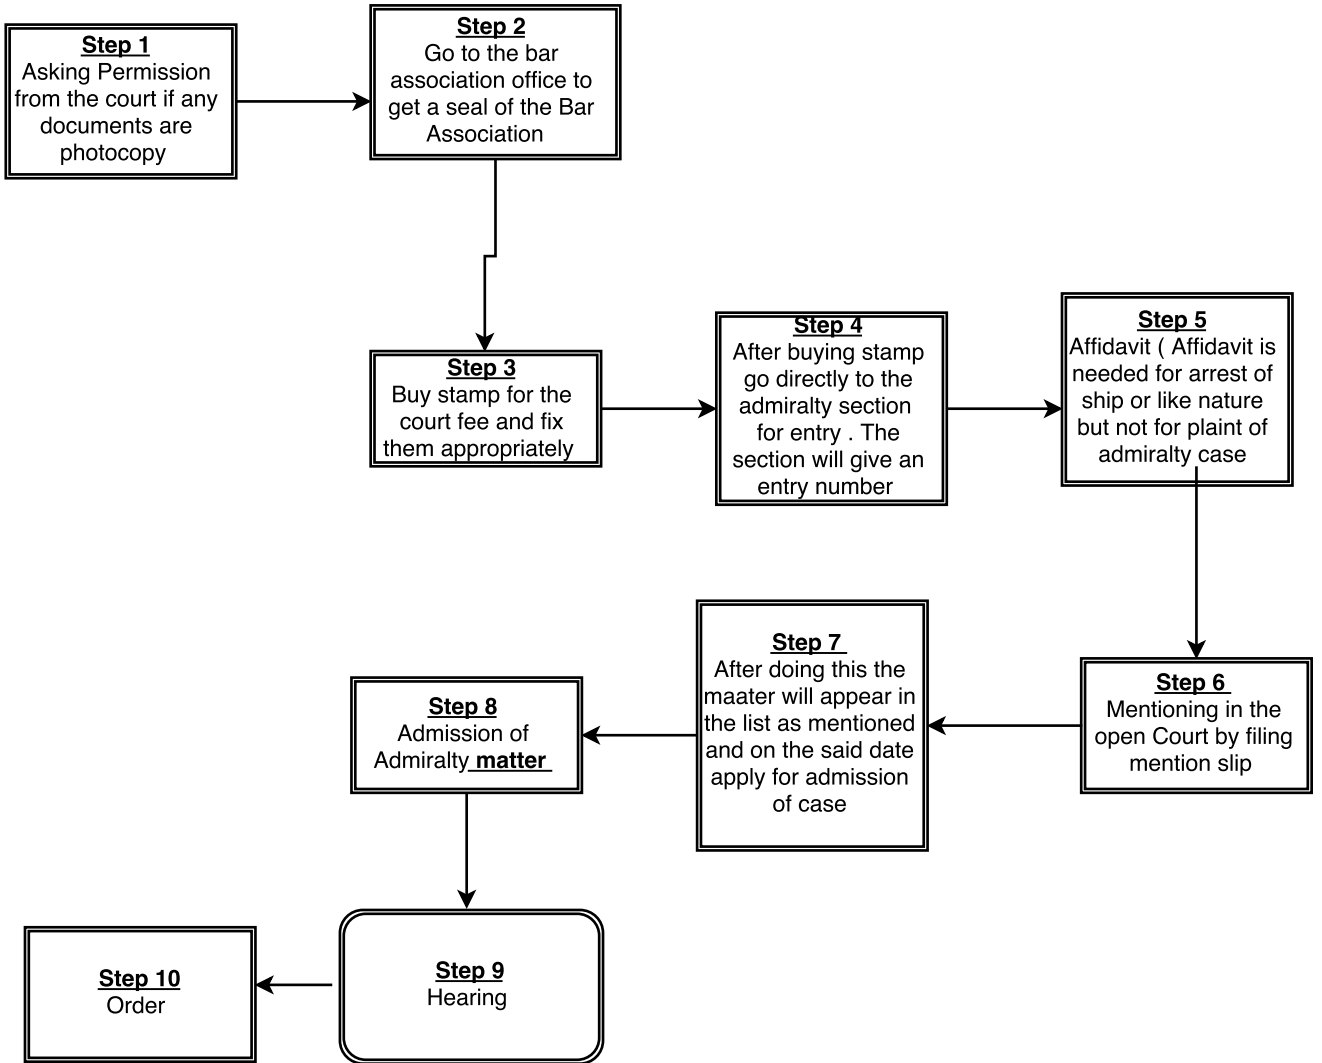 Step 1
Asking Permission
from the court if any
documents are
photocopy
Step 2
Go to the bar
association office to
get a seal of the Bar
Association
Step 3
Buy stamp for the
court fee and fix
them appropriately
Step 4
After buying stamp
go directly to the
admiralty section
for entry . The
section will give an
entry number
Step 5
Affidavit ( Affidavit is
needed for arrest of
ship or like nature
but not for plaint of
admiralty case
Step 6
Mentioning in the
open Court by filing
mention slip
Step 7
After doing this the
maater will appear in
the list as mentioned
and on the said date
apply for admission
of case
Step 8
Admission of
Admiralty matter
Step 9
Hearing
Step 10
Order